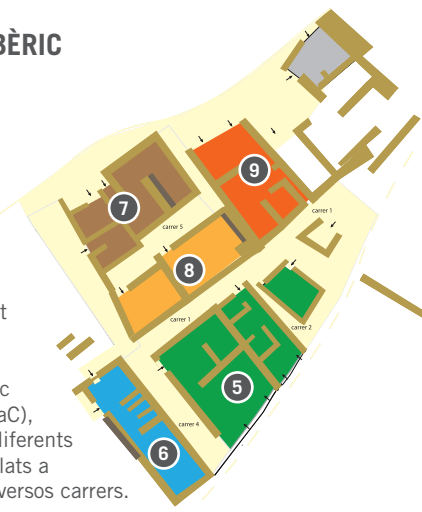 BÈRIC
9
carrer 1
7
carrer 5
8
t
carrer 1
carrer 2
c
aC),
5
diferents
carrer 4
lats a
6
versos carrers.